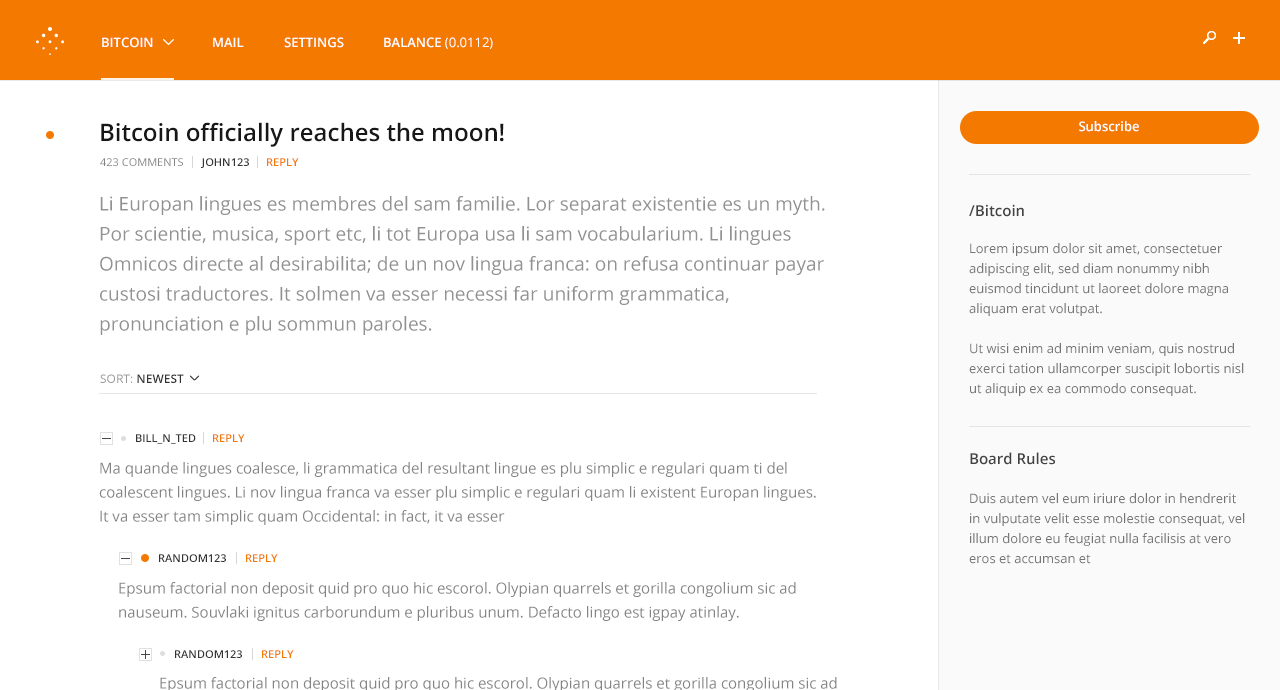 BITCOIN MAIL SETTINGS BALANCE (0.0112)
Bitcoin officially reaches the moon!
423 COMMENTS JOHN123 REPLY
Li Europan lingues es membres del sam familie. Lor separat existentie es un myth.
Por scientie, musica, sport etc, li tot Europa usa li sam vocabularium. Li lingues
Omnicos directe al desirabilita; de un nov lingua franca: on refusa continuar payar
custosi traductores. It solmen va esser necessi far uniform grammatica,
pronunciation e plu sommun paroles.
SORT: NEWEST
BILL_N_TED REPLY
Ma quande lingues coalesce, li grammatica del resultant lingue es plu simplic e regulari quam ti del
coalescent lingues. Li nov lingua franca va esser plu simplic e regulari quam li existent Europan lingues.
It va esser tam simplic quam Occidental: in fact, it va esser
RANDOM123 REPLY
Epsum factorial non deposit quid pro quo hic escorol. Olypian quarrels et gorilla congolium sic ad
nauseum. Souvlaki ignitus carborundum e pluribus unum. Defacto lingo est igpay atinlay.
RANDOM123 REPLY
Epsum factorial non deposit quid pro quo hic escorol. Olypian quarrels et gorilla congolium sic ad
Subscribe
/Bitcoin
Lorem ipsum dolor sit amet, consectetuer
adipiscing elit, sed diam nonummy nibh
euismod tincidunt ut laoreet dolore magna
aliquam erat volutpat.
Ut wisi enim ad minim veniam, quis nostrud
exerci tation ullamcorper suscipit lobortis nisl
ut aliquip ex ea commodo consequat.
Board Rules
Duis autem vel eum iriure dolor in hendrerit
in vulputate velit esse molestie consequat, vel
illum dolore eu feugiat nulla facilisis at vero
eros et accumsan et